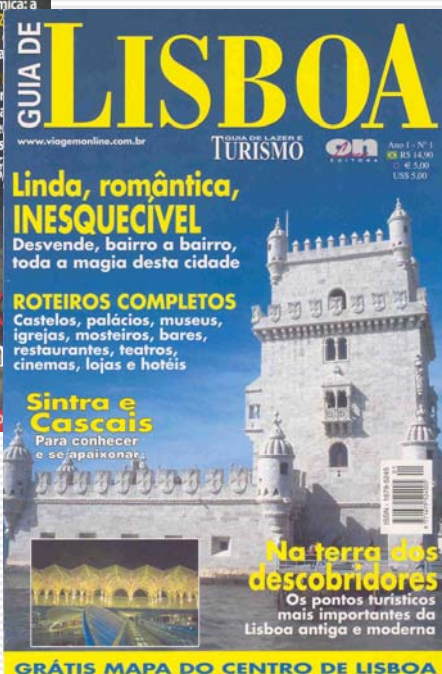 mica: a
GUIA DE
LISBOA
www.viagemonline.com.br
GUIA DE LAZER E
TURISMO
on
EDITORA
Ano 1 - Nº 1
R$ 14,90
€ 5,00
US$ 5,00
Linda, romântica,
INESQUECÍVEL
Desvende, bairro a bairro,
toda a magia desta cidade
ROTEIROS COMPLETOS
Castelos, palácios, museus,
igrejas, mosteiros, bares,
restaurantes, teatros,
cinemas, lojas e hotéis
Sintra e
Cascais
Para conhecer
e se apaixonar
Na terra dos
descobridores
Os pontos turísticos
mais importantes da
Lisboa antiga e moderna
GRÁTIS MAPA DO CENTRO DE LISBOA